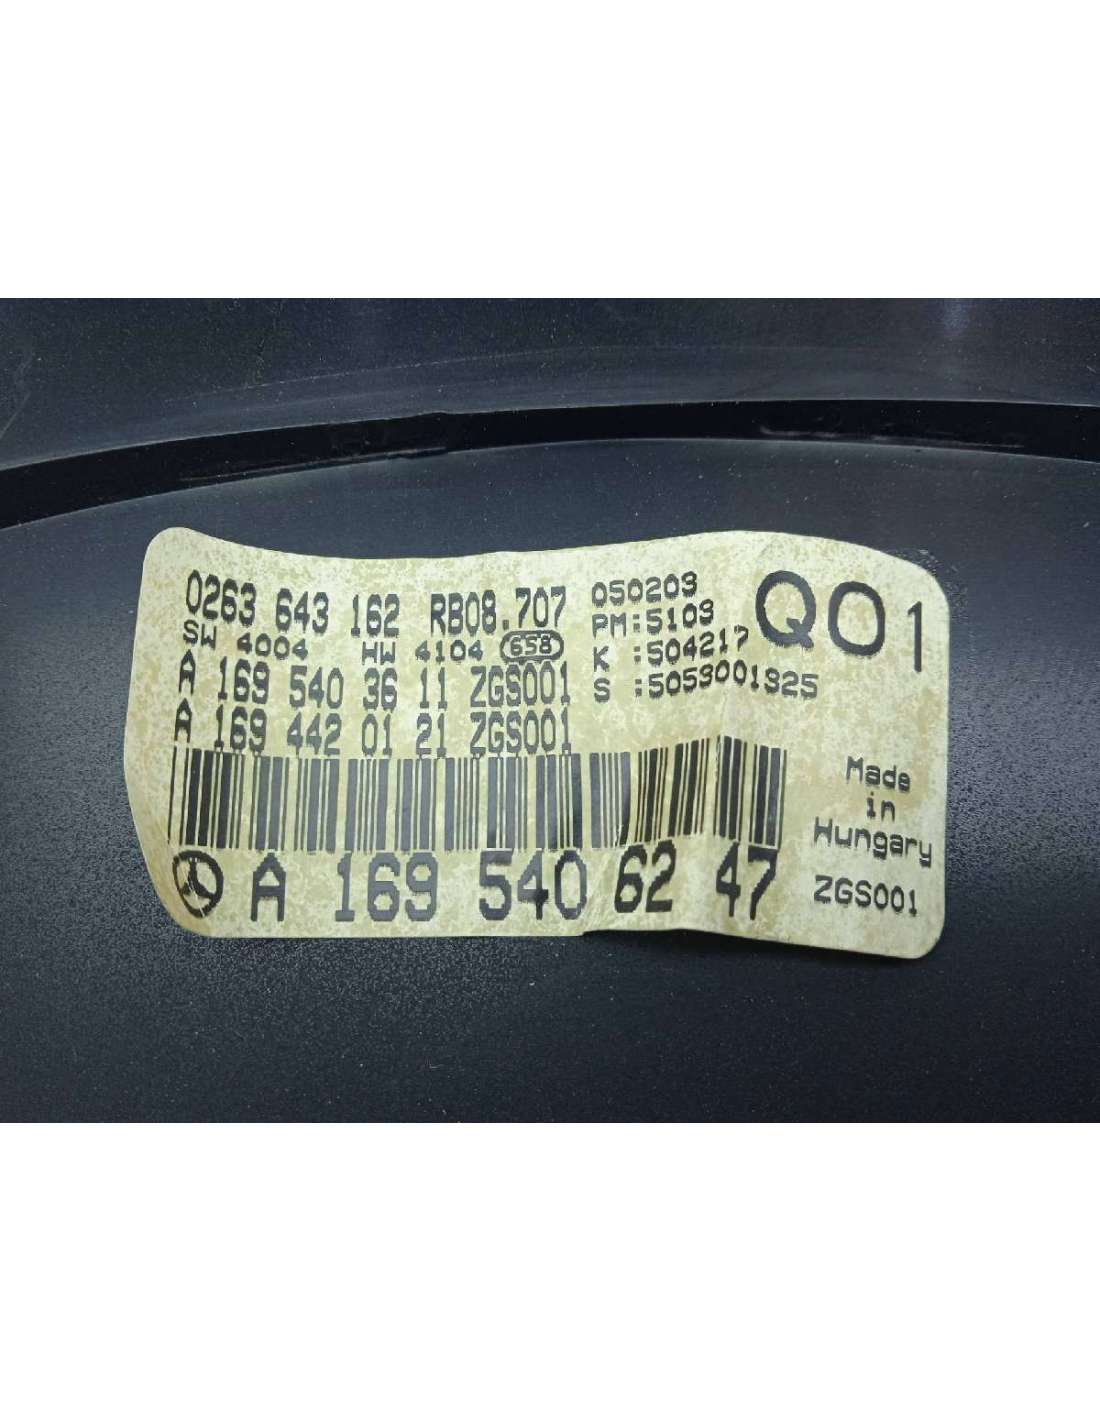 0263 643 162 RB08.707
SW 4004 HW 4104 658
A 169 540 36 11 ZGS001
A 169 442 01 21 ZGS001
050203
PM:5103
K :504217
S :5053001925
Q01
Made
in
Hungary
ZGS001
A 169 540 62 47